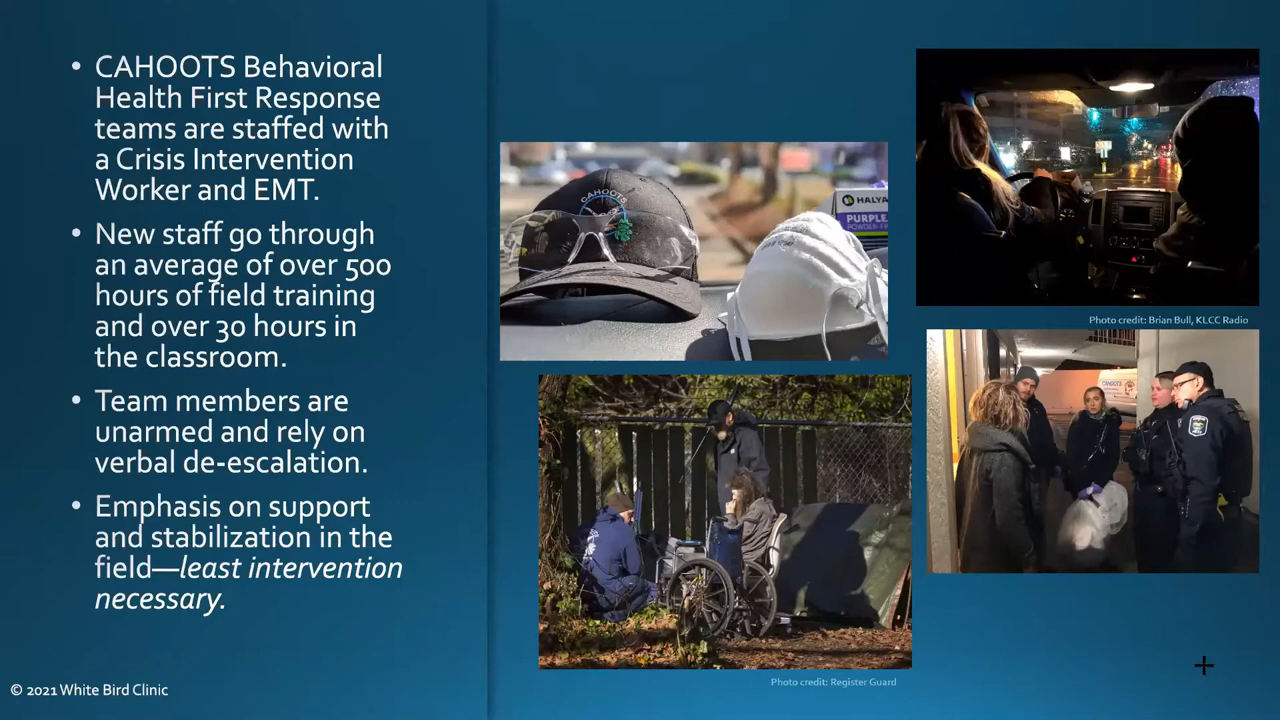 • CAHOOTS Behavioral
Health First Response
teams are staffed with
a Crisis Intervention
Worker and EMT.
• New staff go through
an average of over 500
hours of field training
and over 30 hours in
the classroom.
• Team members are
unarmed and rely on
verbal de-escalation.
• Emphasis on support
and stabilization in the
field—least intervention
necessary.
© 2021 White Bird Clinic
CAHOOTS
HALYA
PURPLE
Photo credit: Register Guard
Photo credit: Brian Bull, KLCC Radio
CAHOOTS